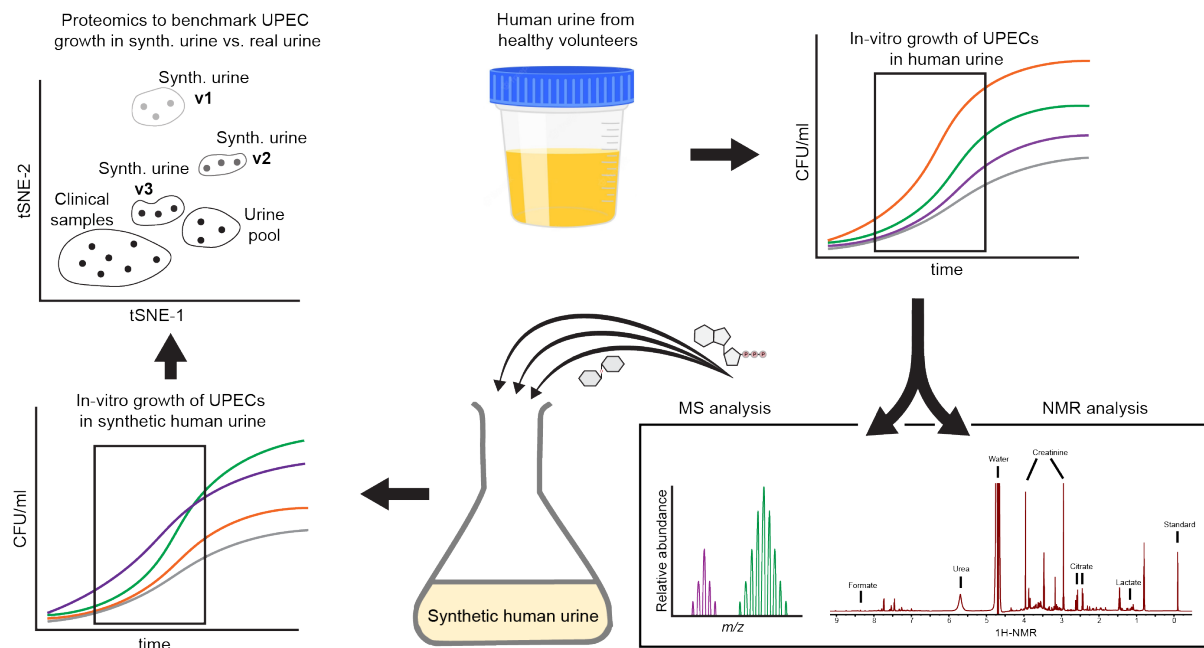 Proteomics to benchmark UPEC
growth in synth. urine vs. real urine
Synth. urine
v1
Synth. urine
v2
Synth. urine
v3
Clinical
samples
Urine
pool
tSNE-2
tSNE-1
Human urine from
healthy volunteers
In-vitro growth of UPECs
in human urine
CFU/ml
time
MS analysis
NMR analysis
Relative abundance
m/z
Water
Creatinine
Standard
Urea
Citrate
Formate
Lactate
9 8 7 6 5 4 3 2 1 0
1H-NMR
P P P
Synthetic human urine
In-vitro growth of UPECs
in synthetic human urine
CFU/ml
time